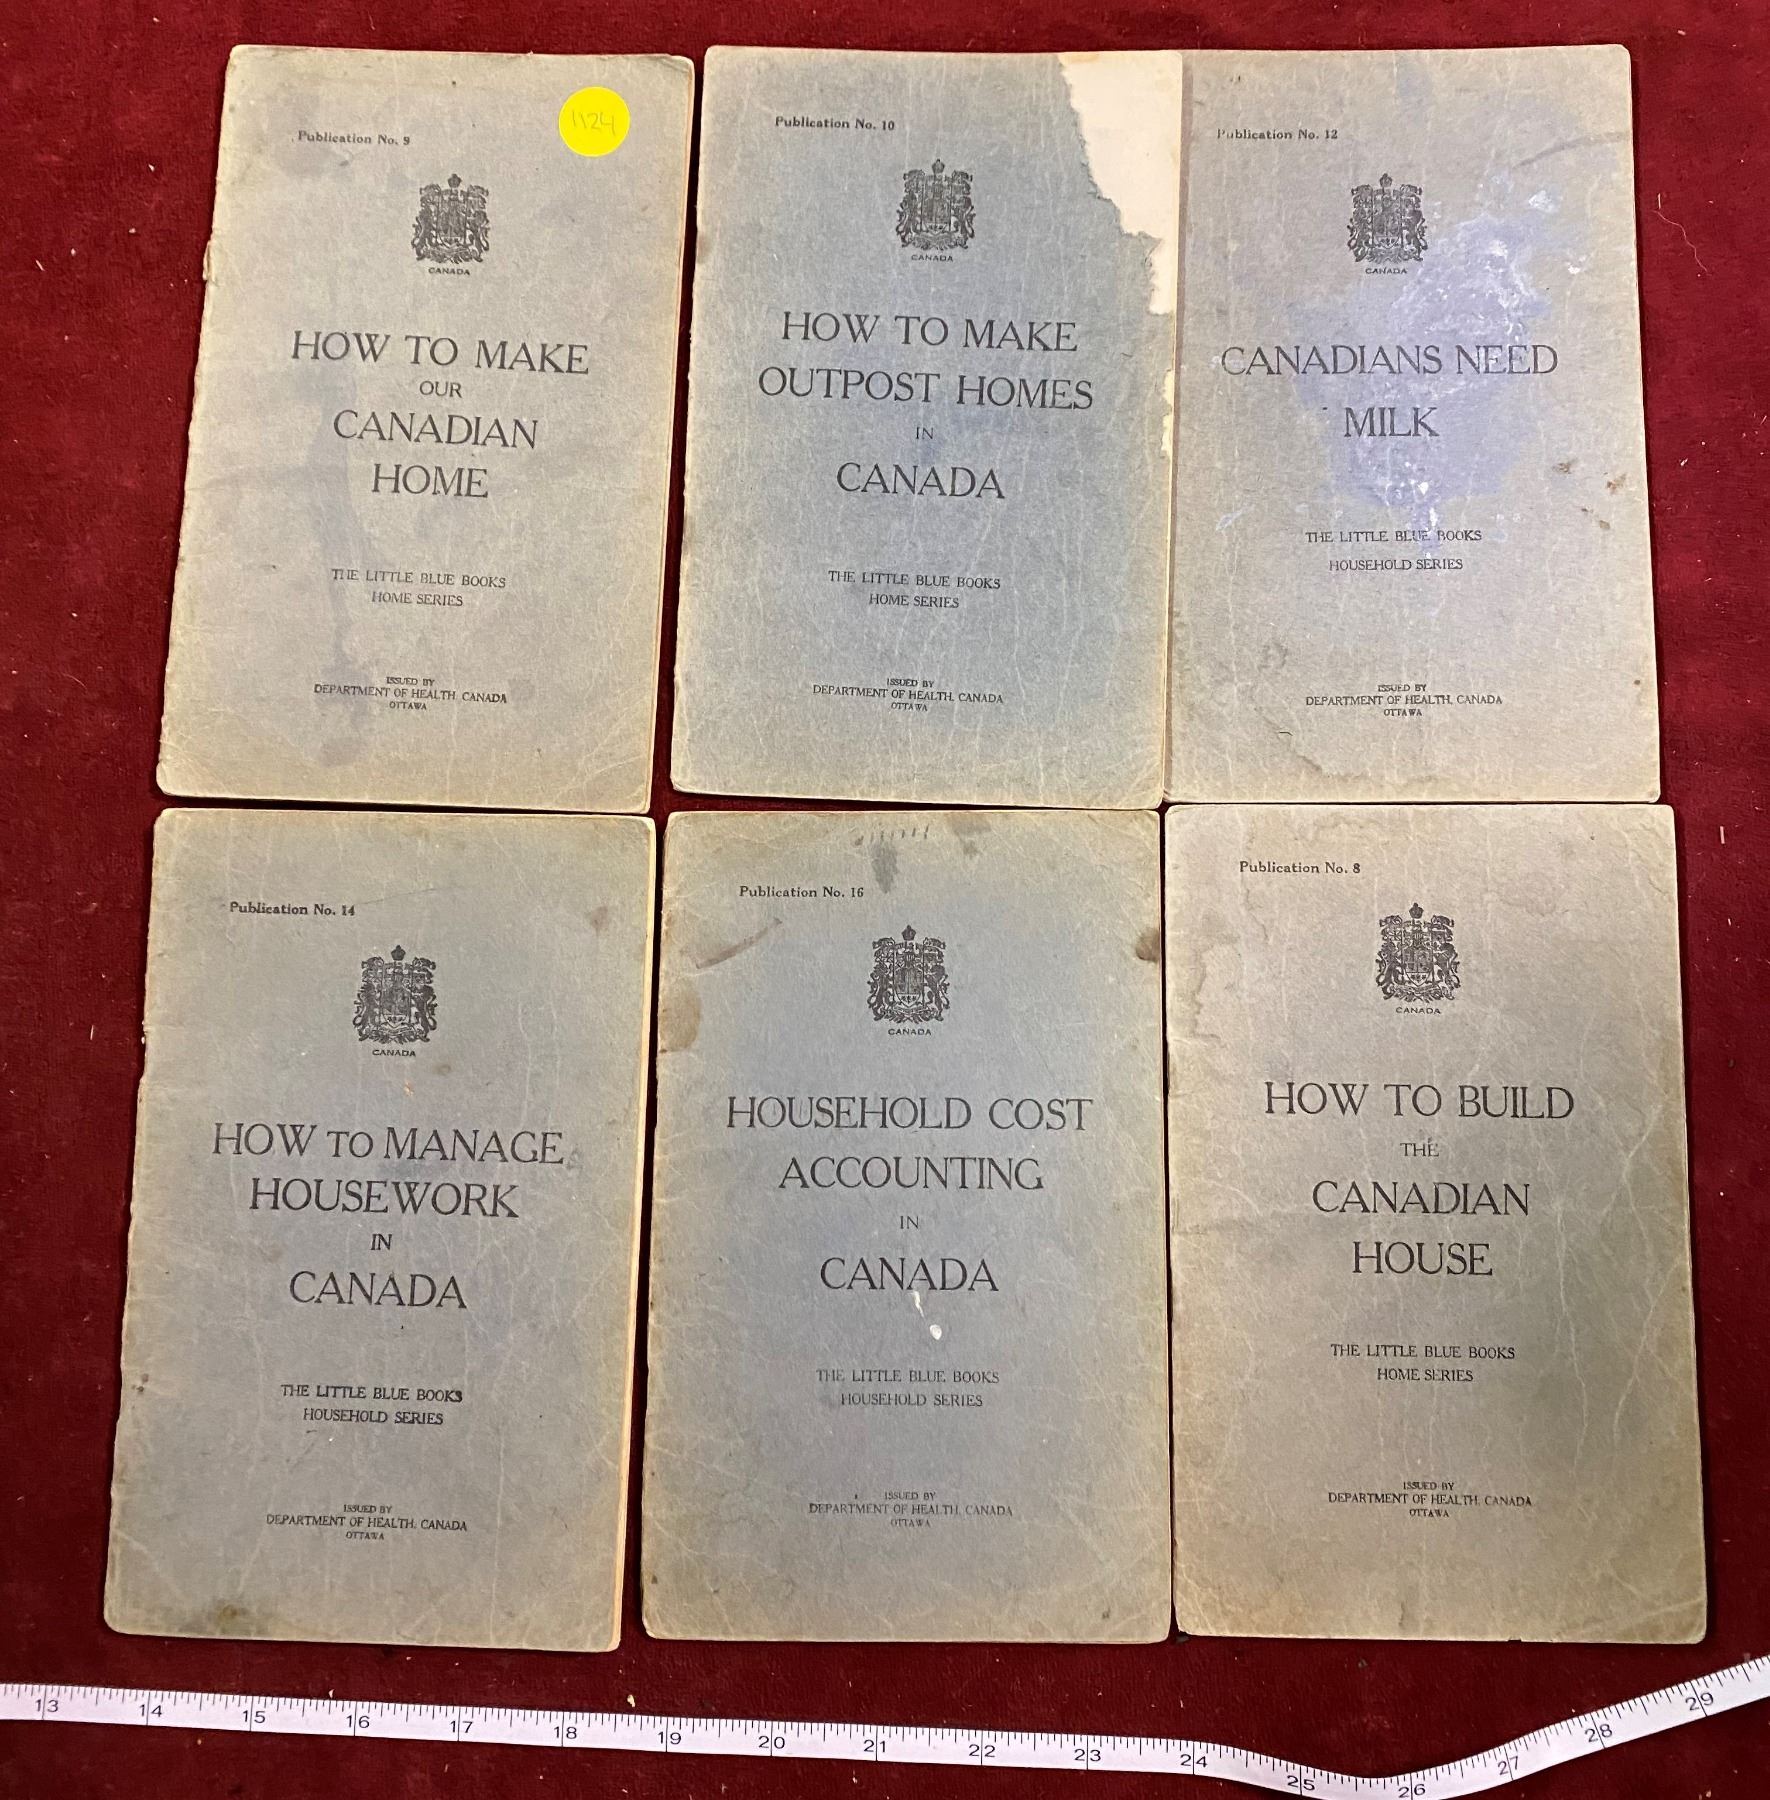 Publication No. 9
1124
CANADA
HOW TO MAKE
OUR
CANADIAN
HOME
THE LITTLE BLUE BOOKS
HOME SERIES
ISSUED BY
DEPARTMENT OF HEALTH, CANADA
OTTAWA
Publication No. 10
CANADA
HOW TO MAKE
OUTPOST HOMES
IN
CANADA
THE LITTLE BLUE BOOKS
HOME SERIES
ISSUED BY
DEPARTMENT OF HEALTH, CANADA
OTTAWA
Publication No. 12
CANADA
CANADIANS NEED
MILK
THE LITTLE BLUE BOOKS
HOUSEHOLD SERIES
ISSUED BY
DEPARTMENT OF HEALTH, CANADA
OTTAWA
Publication No. 14
CANADA
HOW TO MANAGE
HOUSEWORK
IN
CANADA
THE LITTLE BLUE BOOKS
HOUSEHOLD SERIES
ISSUED BY
DEPARTMENT OF HEALTH, CANADA
OTTAWA
Publication No. 16
CANADA
HOUSEHOLD COST
ACCOUNTING
IN
CANADA
THE LITTLE BLUE BOOKS
HOUSEHOLD SERIES
ISSUED BY
DEPARTMENT OF HEALTH, CANADA
OTTAWA
Publication No. 8
CANADA
HOW TO BUILD
THE
CANADIAN
HOUSE
THE LITTLE BLUE BOOKS
HOME SERIES
ISSUED BY
DEPARTMENT OF HEALTH, CANADA
OTTAWA
13 14 15 16 17 18 19 20 21 22 23 24 25 26 27 28 29